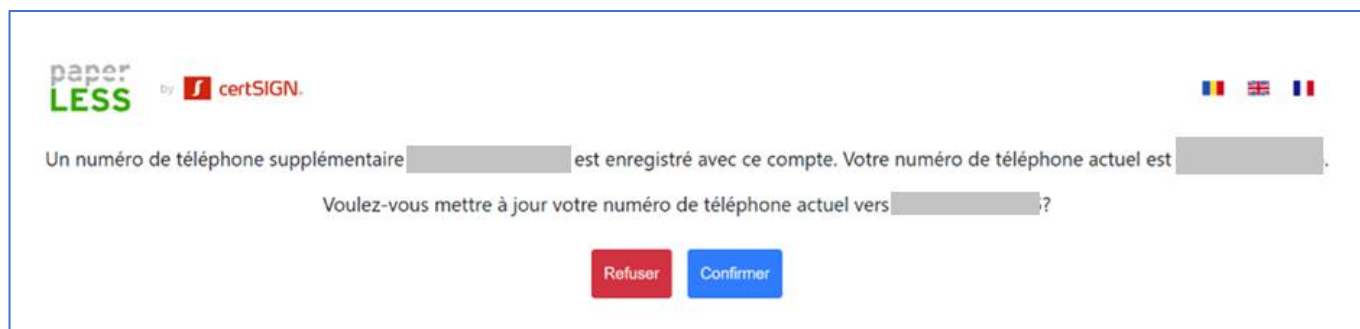 paper
LESS by certSIGN.
Un numéro de téléphone supplémentaire est enregistré avec ce compte. Votre numéro de téléphone actuel est .
Voulez-vous mettre à jour votre numéro de téléphone actuel vers ?
Refuser Confirmer